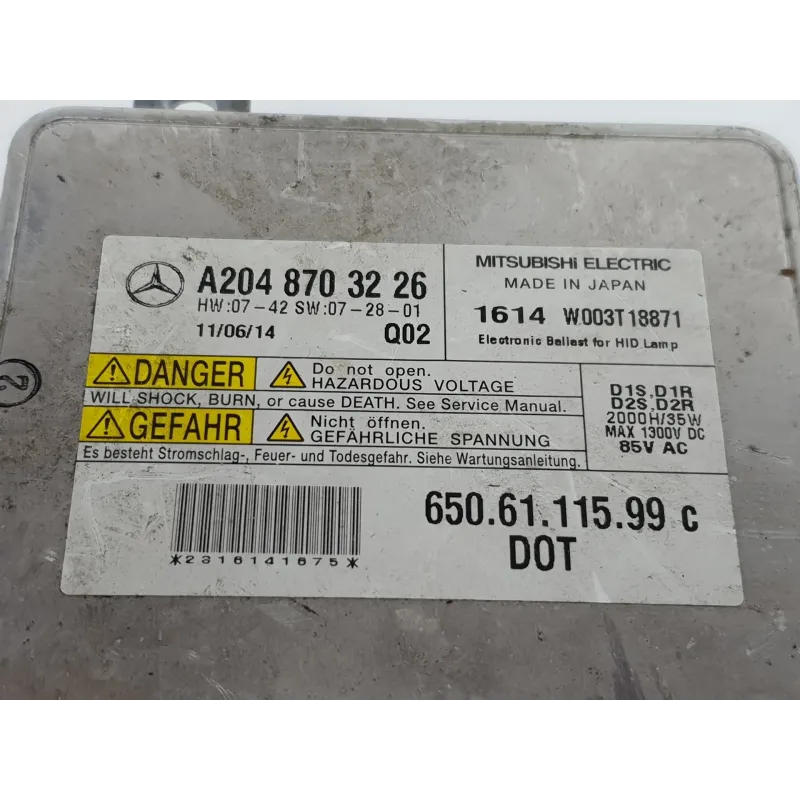 A204 870 3226
HW:07-42 SW:07-28-01
11/06/14 Q02
MITSUBISHI ELECTRIC
MADE IN JAPAN
1614 W003T18871
Electronic Ballast for HID Lamp
DANGER Do not open.
HAZARDOUS VOLTAGE
WILL SHOCK, BURN, or cause DEATH. See Service Manual.
GEFAHR Nicht öffnen.
GEFÄHRLICHE SPANNUNG
Es besteht Stromschlag-, Feuer- und Todesgefahr. Siehe Wartungsanleitung.
D1S, D1R
D2S, D2R
2000H/35W
MAX 1300V DC
85V AC
*2316141675*
650.61.115.99 c
DOT
2